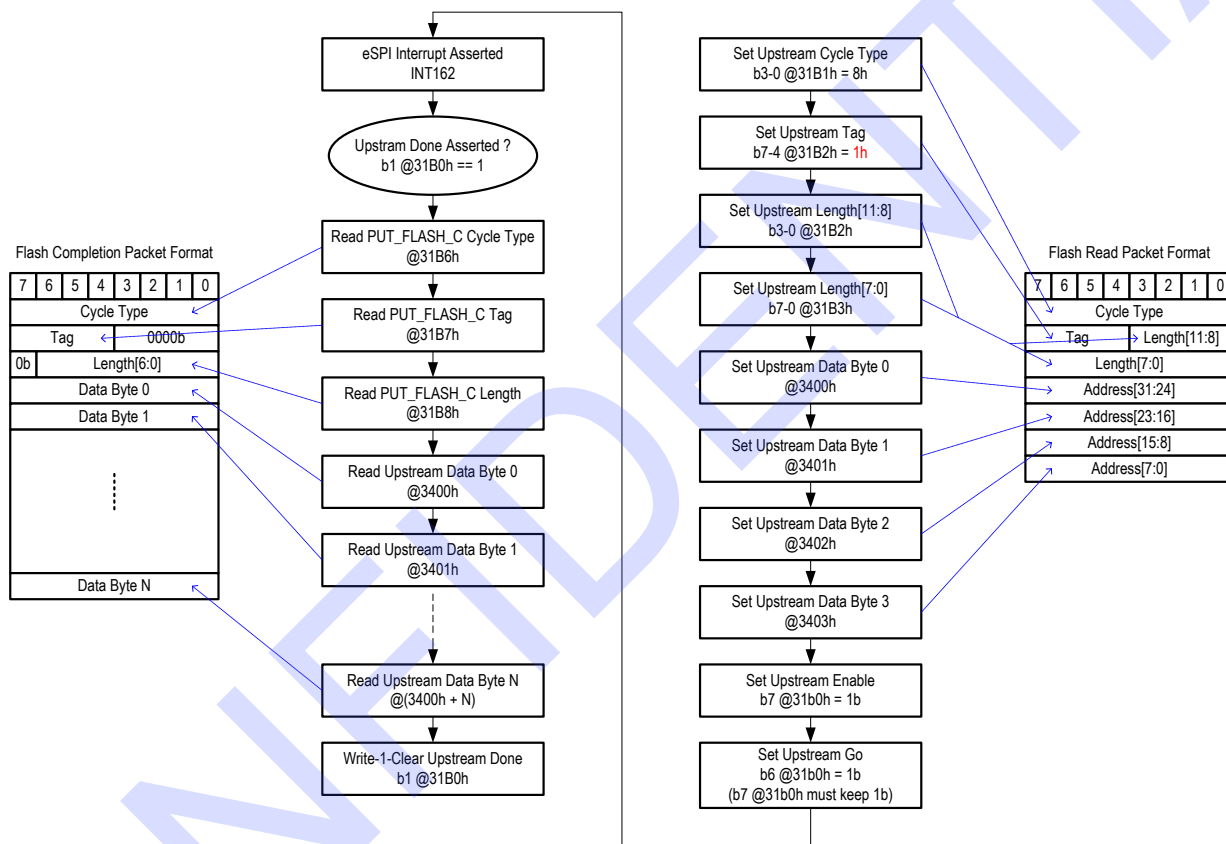 eSPI Interrupt Asserted
INT162
Upstram Done Asserted ?
b1 @31B0h == 1
Read PUT_FLASH_C Cycle Type
@31B6h
Read PUT_FLASH_C Tag
@31B7h
Read PUT_FLASH_C Length
@31B8h
Read Upstream Data Byte 0
@3400h
Read Upstream Data Byte 1
@3401h
Read Upstream Data Byte N
@(3400h + N)
Write-1-Clear Upstream Done
b1 @31B0h
Flash Completion Packet Format
7 6 5 4 3 2 1 0
Cycle Type
Tag 0000b
0b Length[6:0]
Data Byte 0
Data Byte 1
Data Byte N
Set Upstream Cycle Type
b3-0 @31B1h = 8h
Set Upstream Tag
b7-4 @31B2h = 1h
Set Upstream Length[11:8]
b3-0 @31B2h
Set Upstream Length[7:0]
b7-0 @31B3h
Set Upstream Data Byte 0
@3400h
Set Upstream Data Byte 1
@3401h
Set Upstream Data Byte 2
@3402h
Set Upstream Data Byte 3
@3403h
Set Upstream Enable
b7 @31b0h = 1b
Set Upstream Go
b6 @31b0h = 1b
(b7 @31b0h must keep 1b)
Flash Read Packet Format
7 6 5 4 3 2 1 0
Cycle Type
Tag Length[11:8]
Length[7:0]
Address[31:24]
Address[23:16]
Address[15:8]
Address[7:0]
NFIDENTI